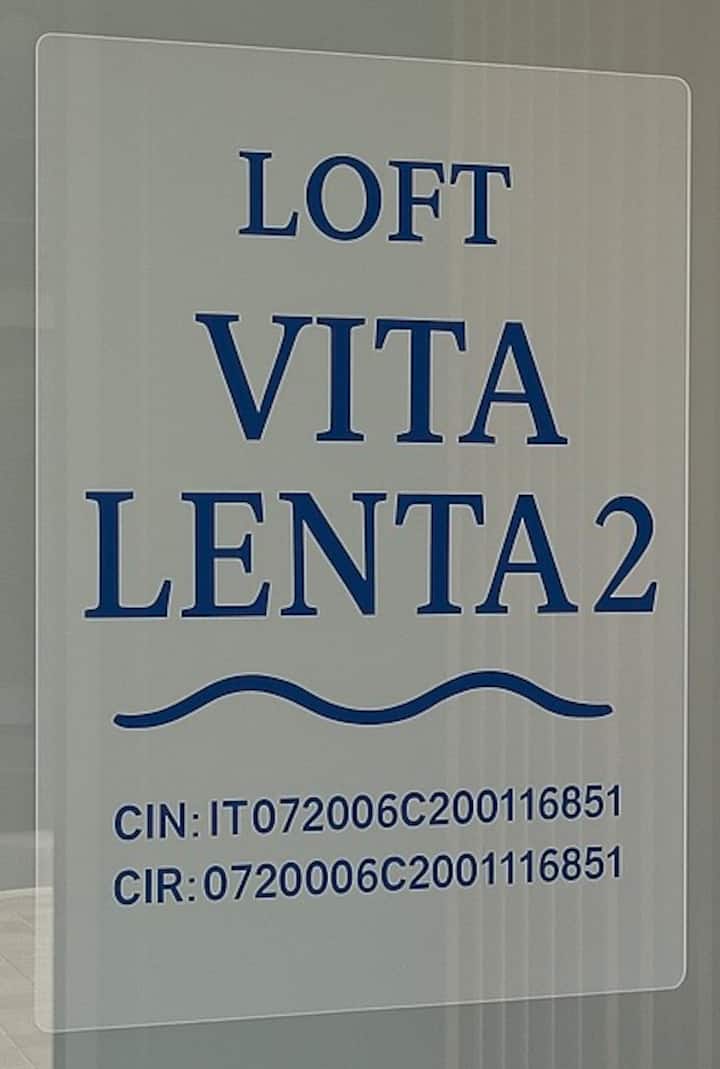 LOFT
VITA
LENTA 2
CIN: IT072006C200116851
CIR: 0720006C2001116851